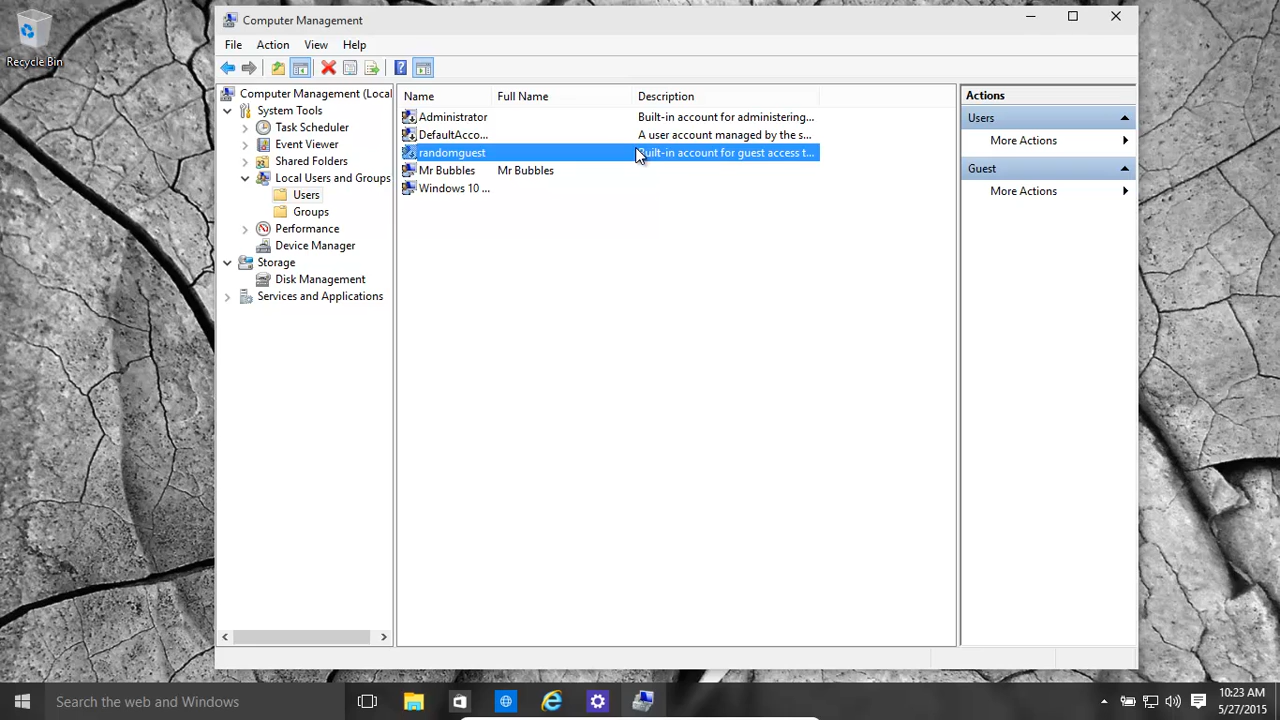 Recycle Bin
Computer Management
File Action View Help
Computer Management (Local
System Tools
Task Scheduler
Event Viewer
Shared Folders
Local Users and Groups
Users
Groups
Performance
Device Manager
Storage
Disk Management
Services and Applications
Name Full Name Description
Administrator Built-in account for administering...
DefaultAcco... A user account managed by the s...
randomguest Built-in account for guest access t...
Mr Bubbles Mr Bubbles
Windows 10 ...
Actions
Users
More Actions
Guest
More Actions
Search the web and Windows
10:23 AM
5/27/2015